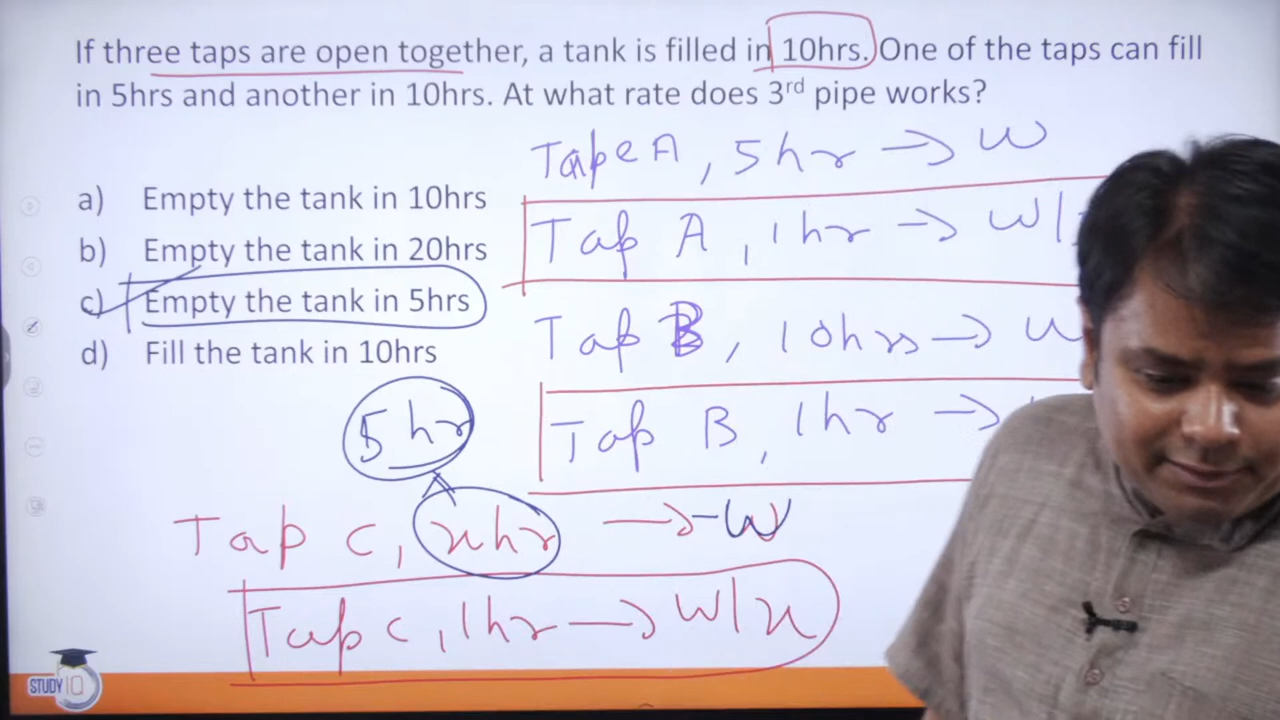 If three taps are open together, a tank is filled in 10hrs. One of the taps can fill
in 5hrs and another in 10hrs. At what rate does 3rd pipe works?
a) Empty the tank in 10hrs
b) Empty the tank in 20hrs
c) Empty the tank in 5hrs
d) Fill the tank in 10hrs
Tape A, 5hr → W
Tap A, 1hr → W/
Tap B, 10hrs → W
Tap B, 1hr →
5 hr
Tap C, x hr → -W
Tap C, 1hr → W/x
STUDY IQ